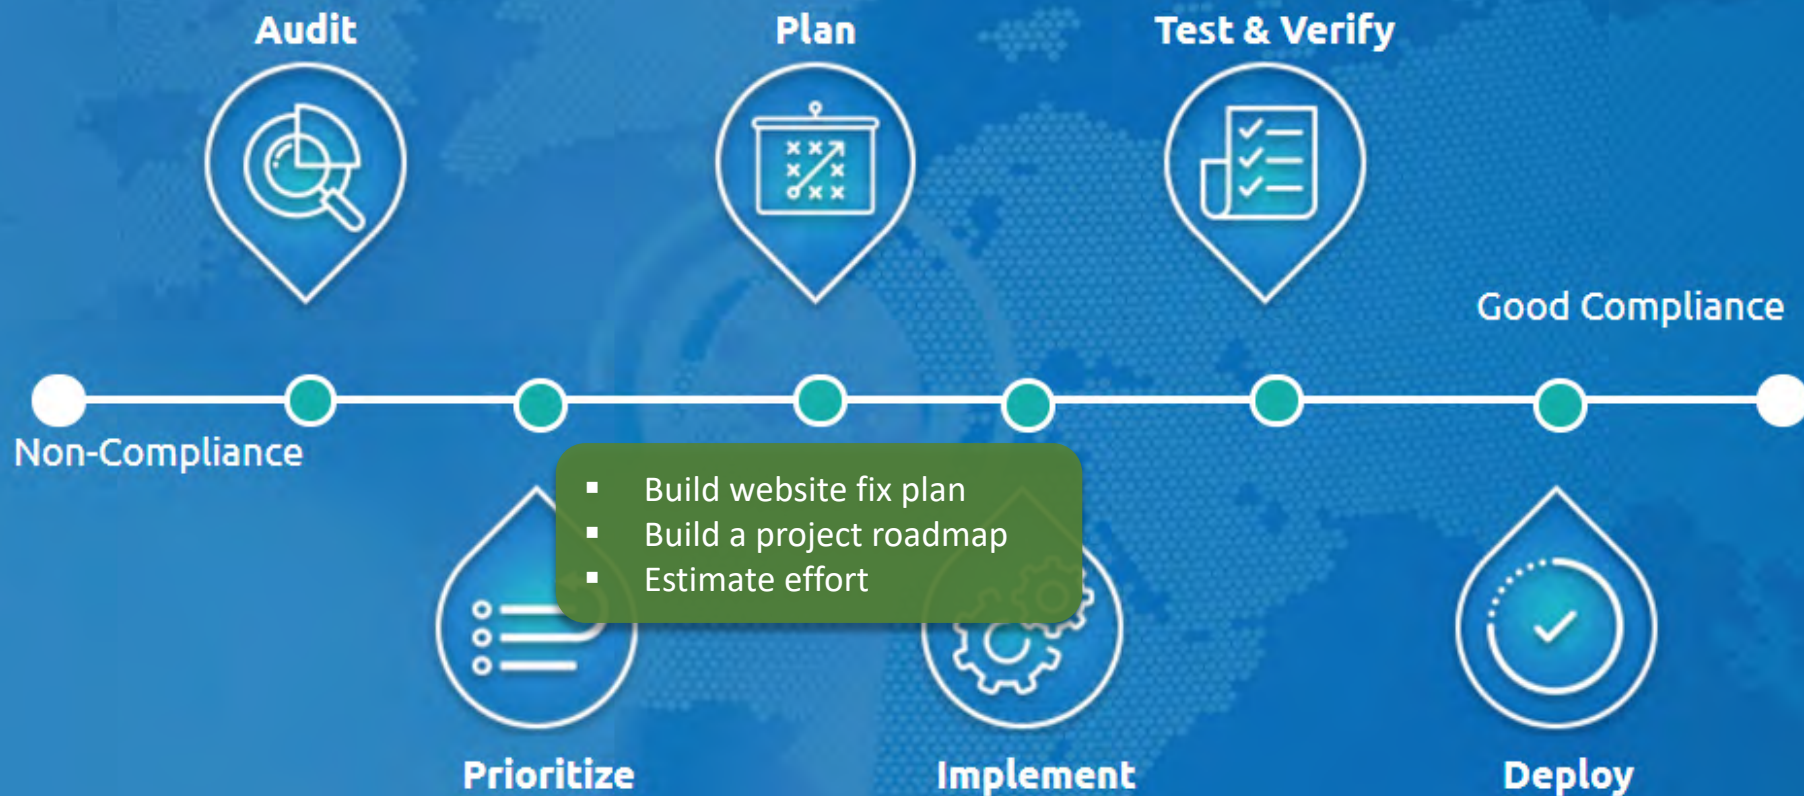 Audit
Plan
Test & Verify
Good Compliance
Non-Compliance
▪ Build website fix plan
▪ Build a project roadmap
▪ Estimate effort
Prioritize
Implement
Deploy